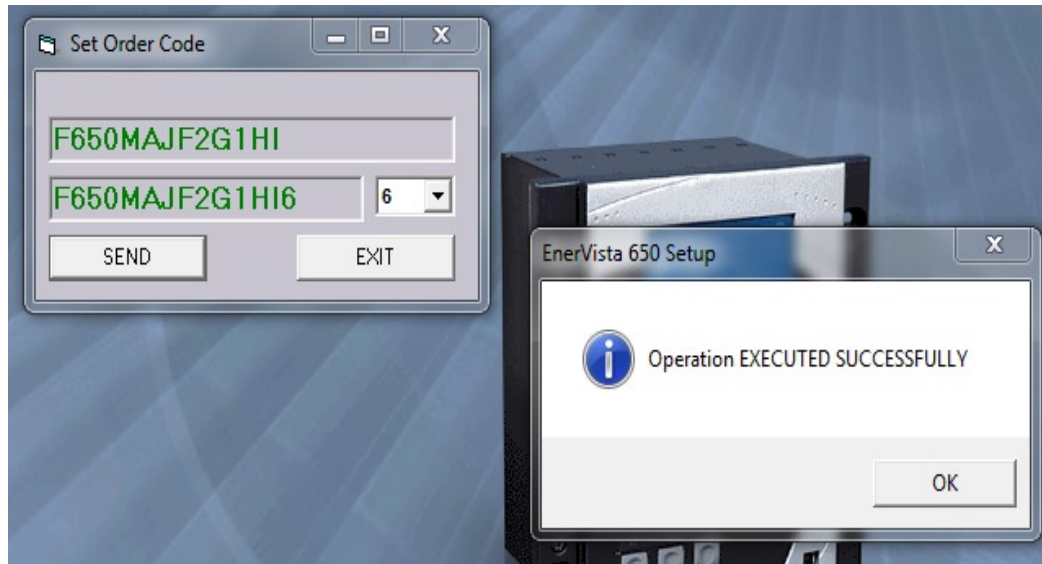 Set Order Code
F650MAJF2G1HI
F650MAJF2G1HI6
6
SEND
EXIT
EnerVista 650 Setup
Operation EXECUTED SUCCESSFULLY
OK